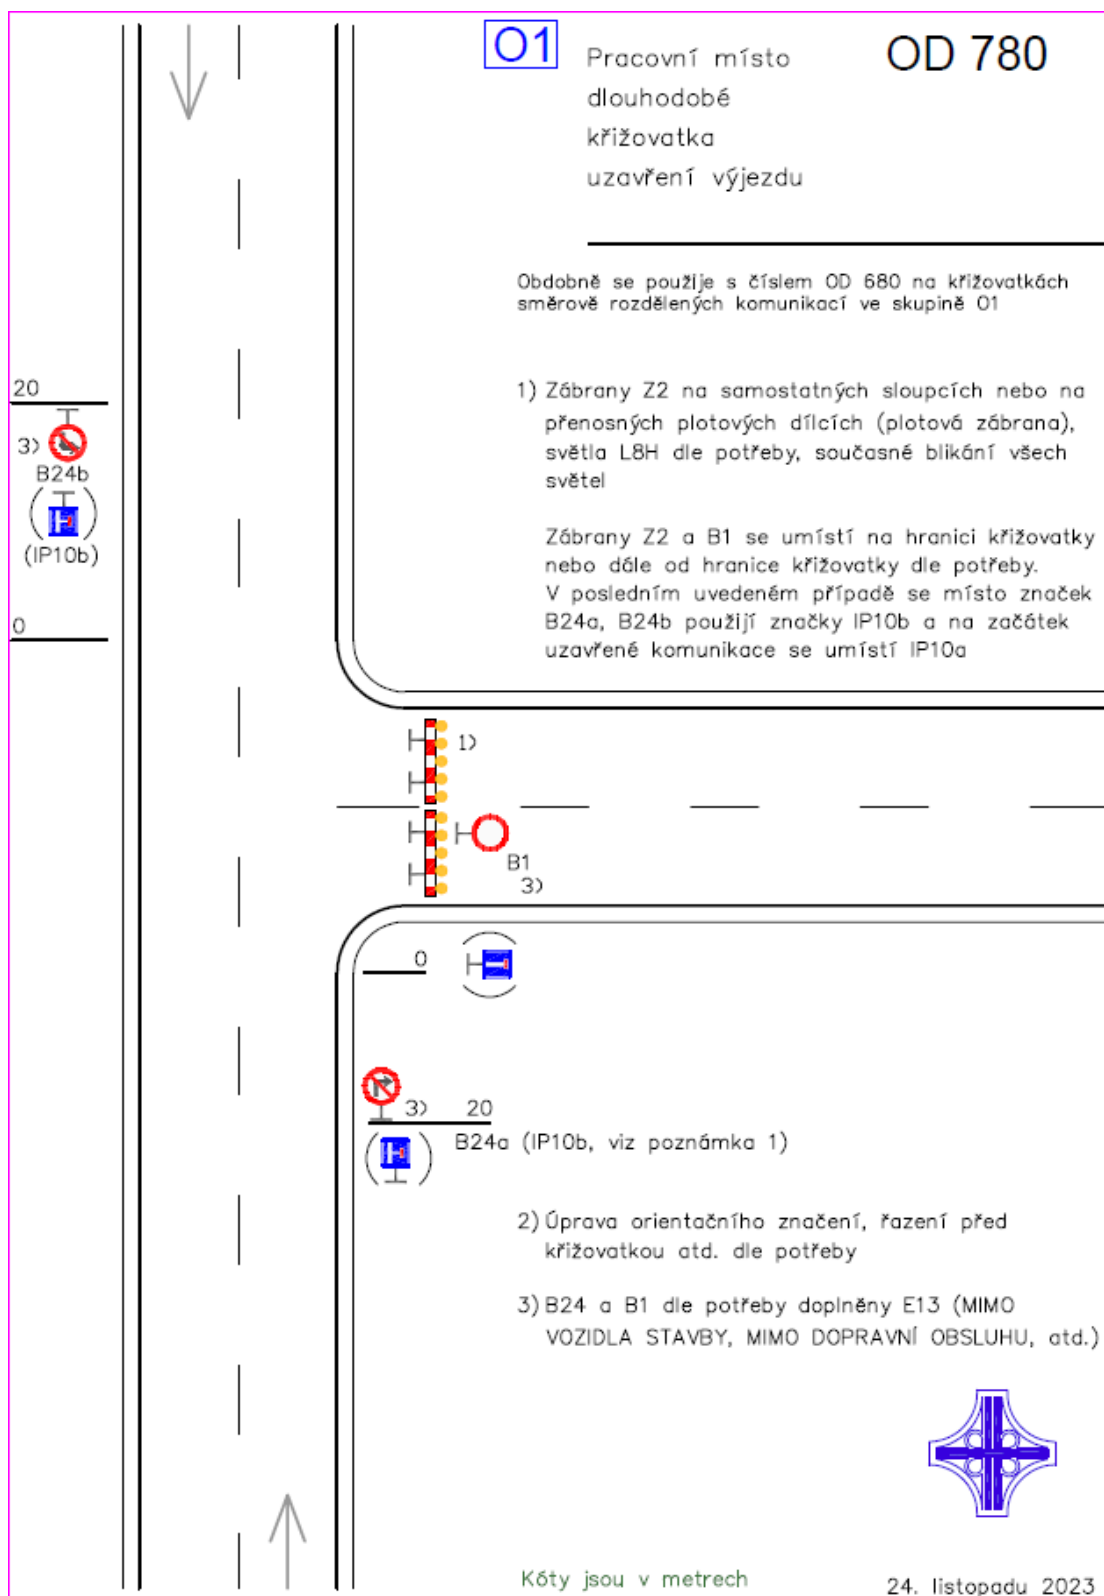 O1
OD 780
Pracovní místo
dlouhodobé
křižovatka
uzavření výjezdu
Obdobně se použije s číslem OD 680 na křižovatkách
směrově rozdělených komunikací ve skupině O1
20
3)
B24b
(IP10b)
0
1) Zábrany Z2 na samostatných sloupcích nebo na
přenosných plotových dílcích (plotová zábrana),
světla L8H dle potřeby, současné blikání všech
světel
Zábrany Z2 a B1 se umístí na hranici křižovatky
nebo dále od hranice křižovatky dle potřeby.
V posledním uvedeném případě se místo značek
B24a, B24b použijí značky IP10b a na začátek
uzavřené komunikace se umístí IP10a
1)
B1
3)
0
3) 20
B24a (IP10b, viz poznámka 1)
2) Úprava orientačního značení, řazení před
křižovatkou atd. dle potřeby
3) B24 a B1 dle potřeby doplněny E13 (MIMO
VOZIDLA STAVBY, MIMO DOPRAVNÍ OBSLUHU, atd.)
Kóty jsou v metrech
24. listopadu 2023